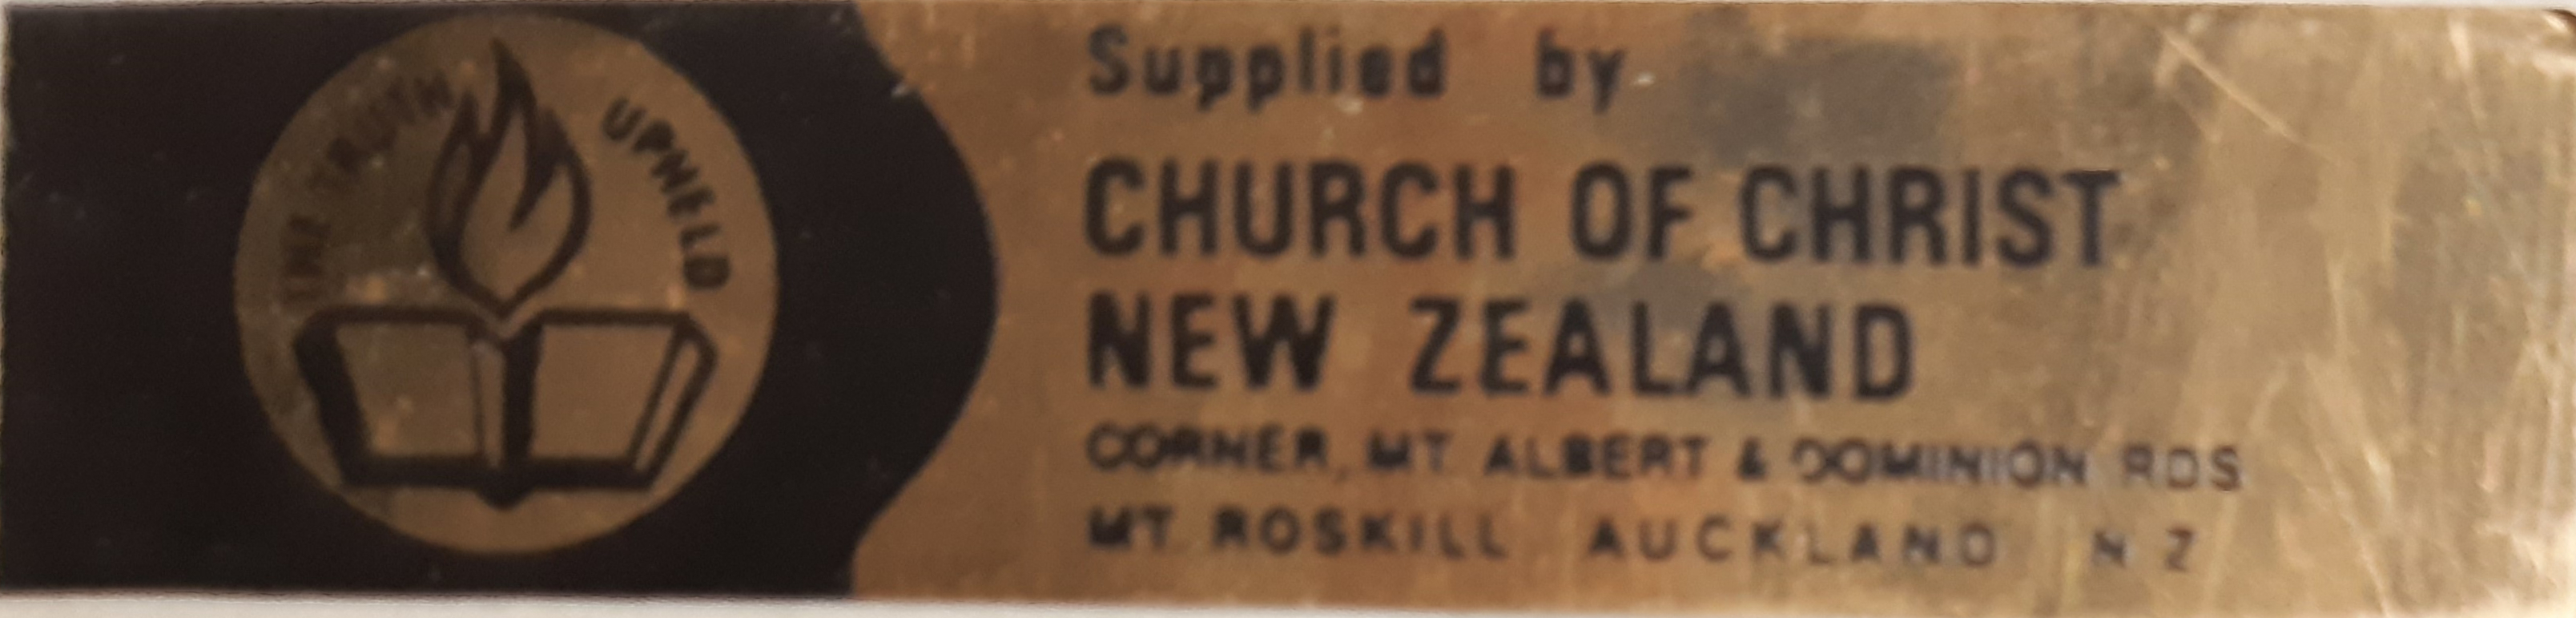 THE TRUTH UPHELD
Supplied by
CHURCH OF CHRIST
NEW ZEALAND
CORNER, MT ALBERT & DOMINION RDS
MT ROSKILL AUCKLAND N Z